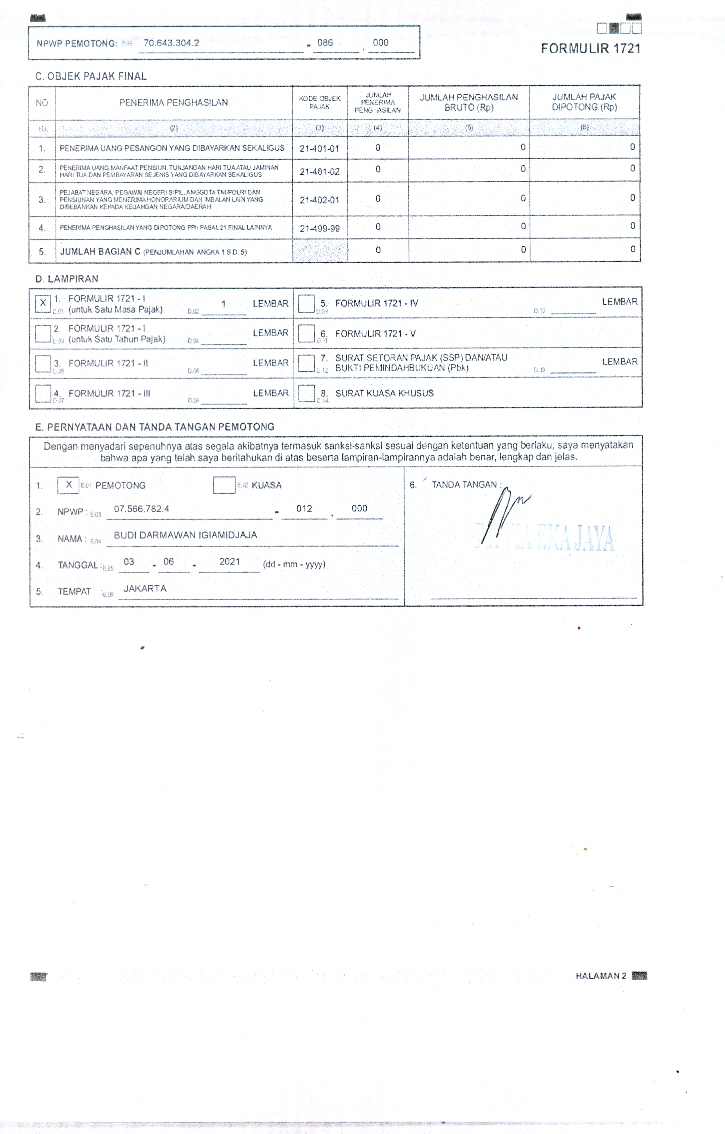 NPWP PEMOTONG: 70.643.304.2 - 086 . 000
FORMULIR 1721
C. OBJEK PAJAK FINAL
NO PENERIMA PENGHASILAN KODE OBJEK PAJAK JUMLAH PENERIMA PENGHASILAN JUMLAH PENGHASILAN BRUTO (Rp) JUMLAH PAJAK DIPOTONG (Rp)
(1) (2) (3) (4) (5) (6)
1. PENERIMA UANG PESANGON YANG DIBAYARKAN SEKALIGUS 21-401-01 0 0 0
2. PENERIMA UANG MANFAAT PENSIUN, TUNJANGAN HARI TUA ATAU JAMINAN
HARI TUA DAN PEMBAYARAN SEJENIS YANG DIBAYARKAN SEKALIGUS 21-401-02 0 0 0
3. PEJABAT NEGARA, PEGAWAI NEGERI SIPIL, ANGGOTA TNI/POLRI DAN
PENSIUNAN YANG MENERIMA HONORARIUM DAN IMBALAN LAIN YANG
DIBEBANKAN KEPADA KEUANGAN NEGARA/DAERAH 21-402-01 0 0 0
4. PENERIMA PENGHASILAN YANG DIPOTONG PPh PASAL 21 FINAL LAINNYA 21-499-99 0 0 0
5. JUMLAH BAGIAN C (PENJUMLAHAN ANGKA 1 S.D. 5) 0 0 0
D. LAMPIRAN
X D.01 1. FORMULIR 1721 - I
(untuk Satu Masa Pajak) D.02 1 LEMBAR
2. FORMULIR 1721 - I
D.03 (untuk Satu Tahun Pajak) D.04 LEMBAR
3. FORMULIR 1721 - II
D.05 D.06 LEMBAR
4. FORMULIR 1721 - III
D.07 D.08 LEMBAR
5. FORMULIR 1721 - IV
D.09 D.10 LEMBAR
6. FORMULIR 1721 - V
D.11
7. SURAT SETORAN PAJAK (SSP) DAN/ATAU
D.12 BUKTI PEMINDAHBUKUAN (Pbk) D.13 LEMBAR
8. SURAT KUASA KHUSUS
D.14
E. PERNYATAAN DAN TANDA TANGAN PEMOTONG
Dengan menyadari sepenuhnya atas segala akibatnya termasuk sanksi-sanksi sesuai dengan ketentuan yang berlaku, saya menyatakan
bahwa apa yang telah saya beritahukan di atas beserta lampiran-lampirannya adalah benar, lengkap dan jelas.
1. X E.01 PEMOTONG E.02 KUASA
2. NPWP : E.03 07.566.782.4 - 012 . 000
3. NAMA : E.04 BUDI DARMAWAN IGIAMIDJAJA
4. TANGGAL : E.05 03 - 06 - 2021 (dd - mm - yyyy)
5. TEMPAT : E.06 JAKARTA
6. TANDA TANGAN :
EKA JAYA
HALAMAN 2